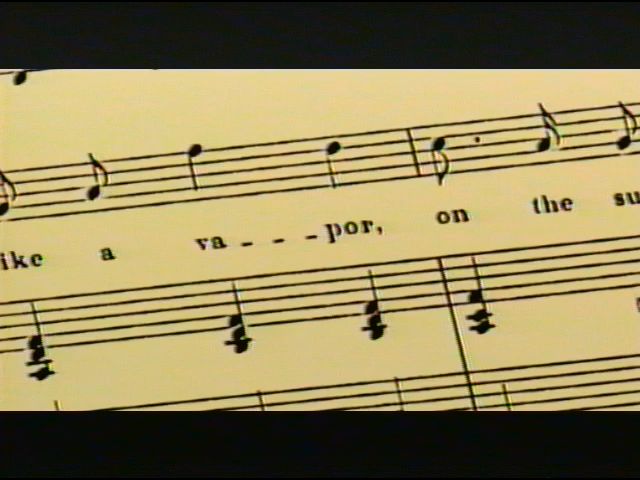 ike a va - - - por, on the su